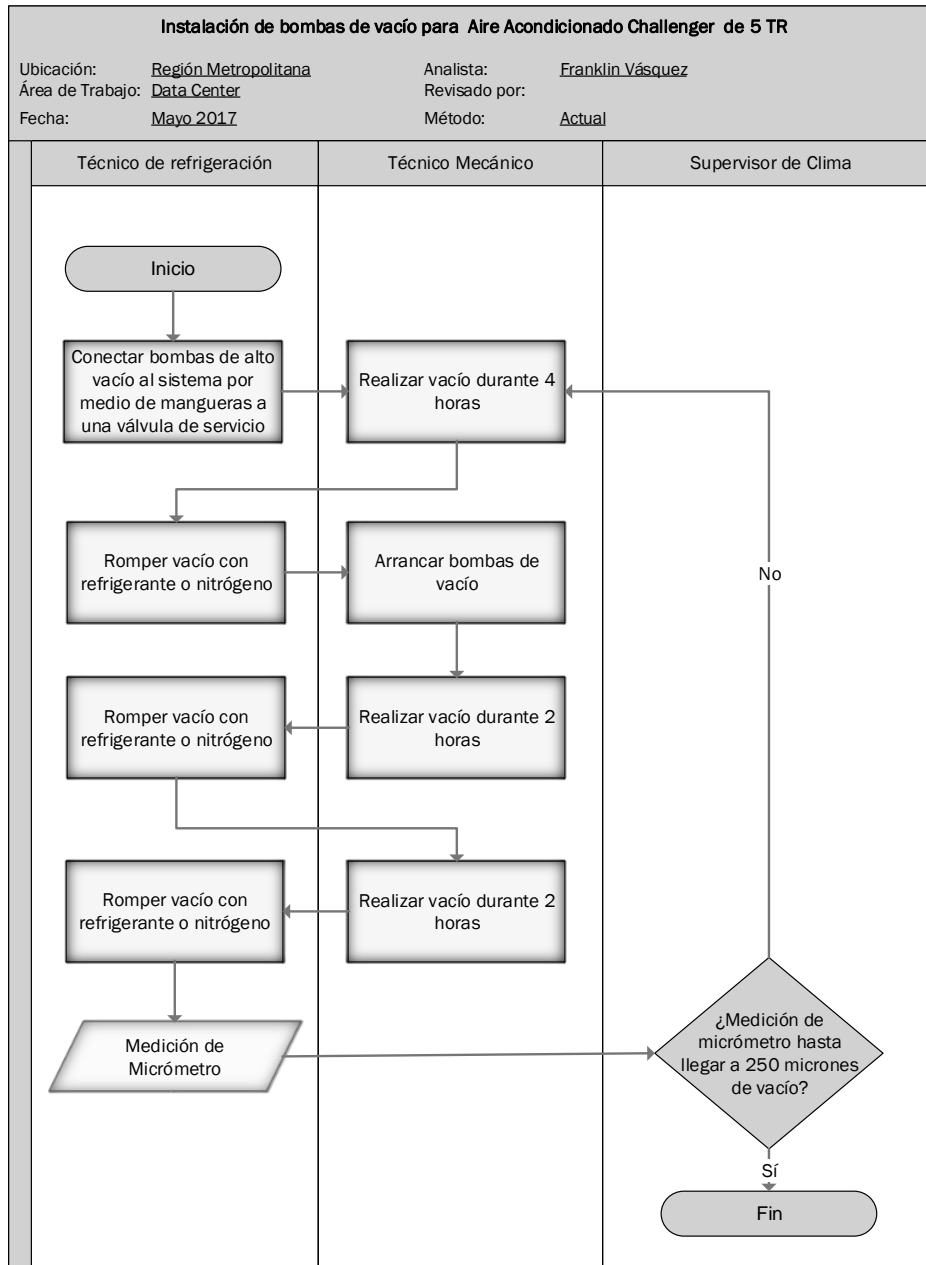 Instalación de bombas de vacío para Aire Acondicionado Challenger de 5 TR
Ubicación: Región Metropolitana Analista: Franklin Vásquez
Área de Trabajo: Data Center Revisado por:
Fecha: Mayo 2017 Método: Actual
Técnico de refrigeración Técnico Mecánico Supervisor de Clima
Inicio
Conectar bombas de alto
vacío al sistema por
medio de mangueras a
una válvula de servicio
Realizar vacío durante 4
horas
Romper vacío con
refrigerante o nitrógeno
Arrancar bombas de
vacío
No
Realizar vacío durante 2
horas
Romper vacío con
refrigerante o nitrógeno
Realizar vacío durante 2
horas
Romper vacío con
refrigerante o nitrógeno
Medición de
Micrómetro
¿Medición de
micrómetro hasta
llegar a 250 micrones
de vacío?
Sí
Fin